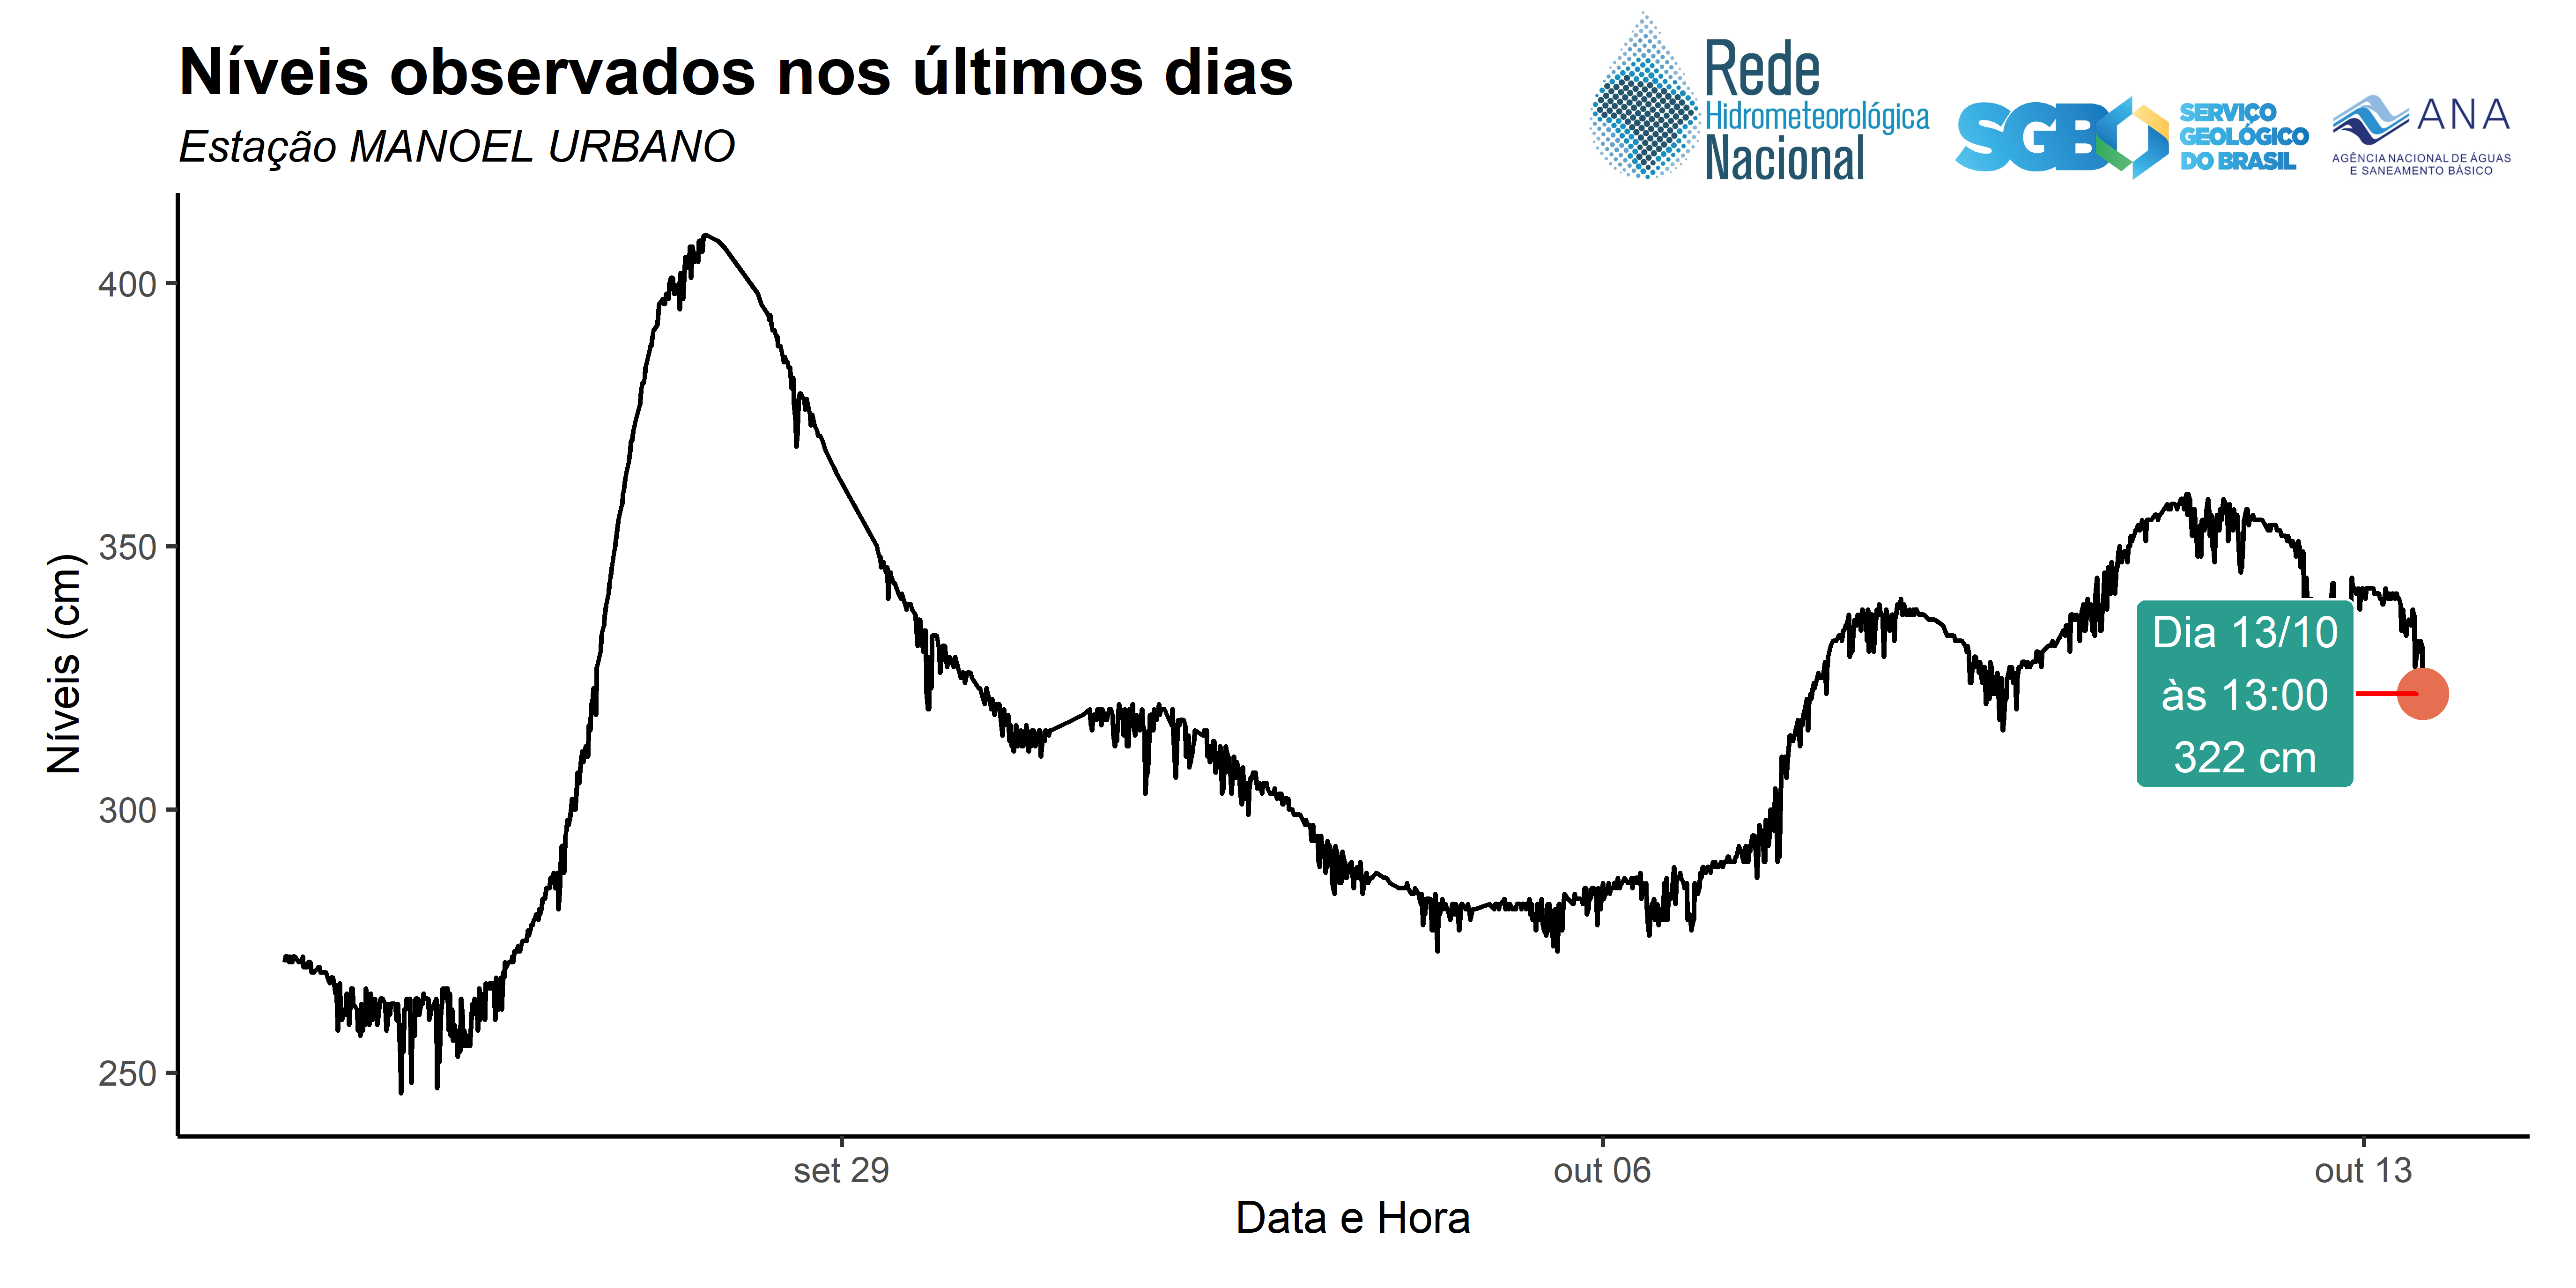 Níveis observados nos últimos dias
Estação MANOEL URBANO
Rede
Hidrometeorológica
Nacional
SGB
SERVIÇO
GEOLÓGICO
DO BRASIL
ANA
AGÊNCIA NACIONAL DE ÁGUAS
E SANEAMENTO BÁSICO
Níveis (cm)
400
350
300
250
Dia 13/10
às 13:00
322 cm
set 29
out 06
out 13
Data e Hora